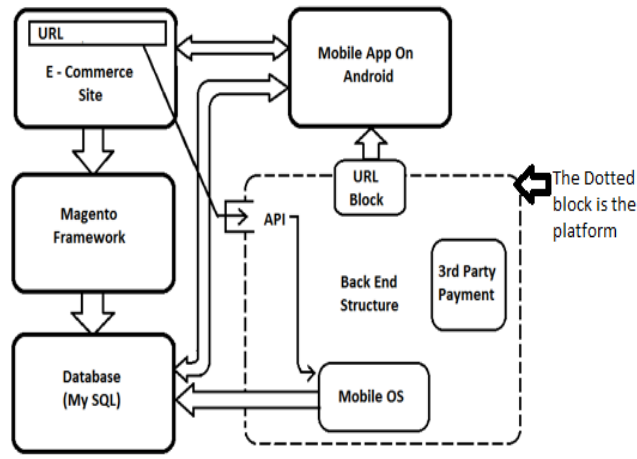 URL
E - Commerce
Site
Mobile App On
Android
URL
Block
The Dotted
block is the
platform
Magento
Framework
API
Back End
Structure
3rd Party
Payment
Database
(My SQL)
Mobile OS